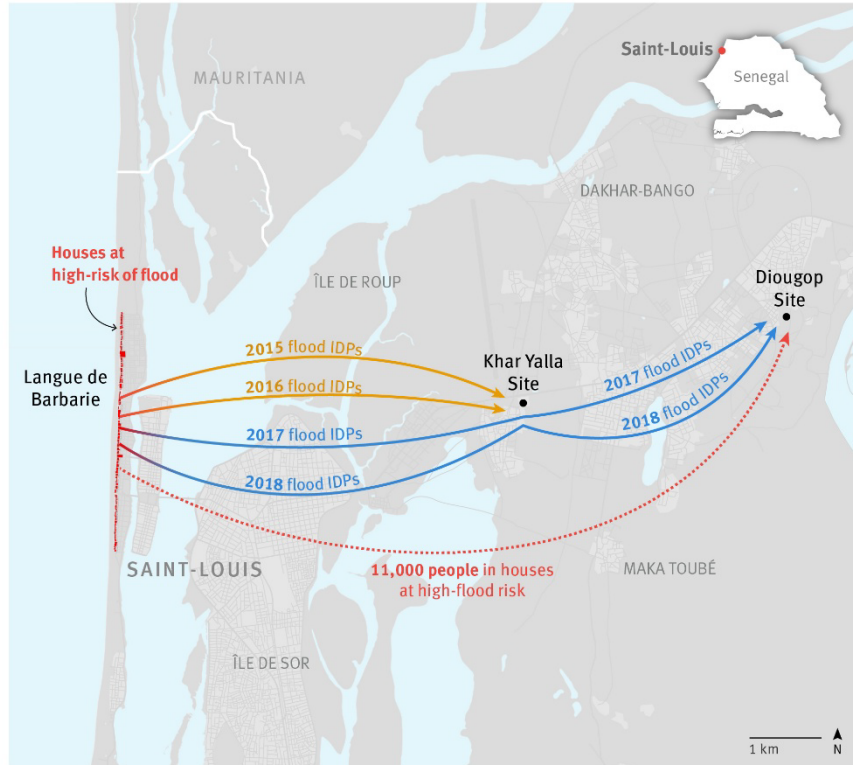 Saint-Louis
Senegal
MAURITANIA
DAKHAR-BANGO
Houses at
high-risk of flood
ÎLE DE ROUP
Diougop
Site
2015 flood IDPs
Khar Yalla
Site
2017 flood IDPs
Langue de
Barbarie
2016 flood IDPs
2018 flood IDPs
2017 flood IDPs
2018 flood IDPs
11,000 people in houses
at high-flood risk
SAINT-LOUIS
MAKA TOUBÉ
ÎLE DE SOR
1 km
N